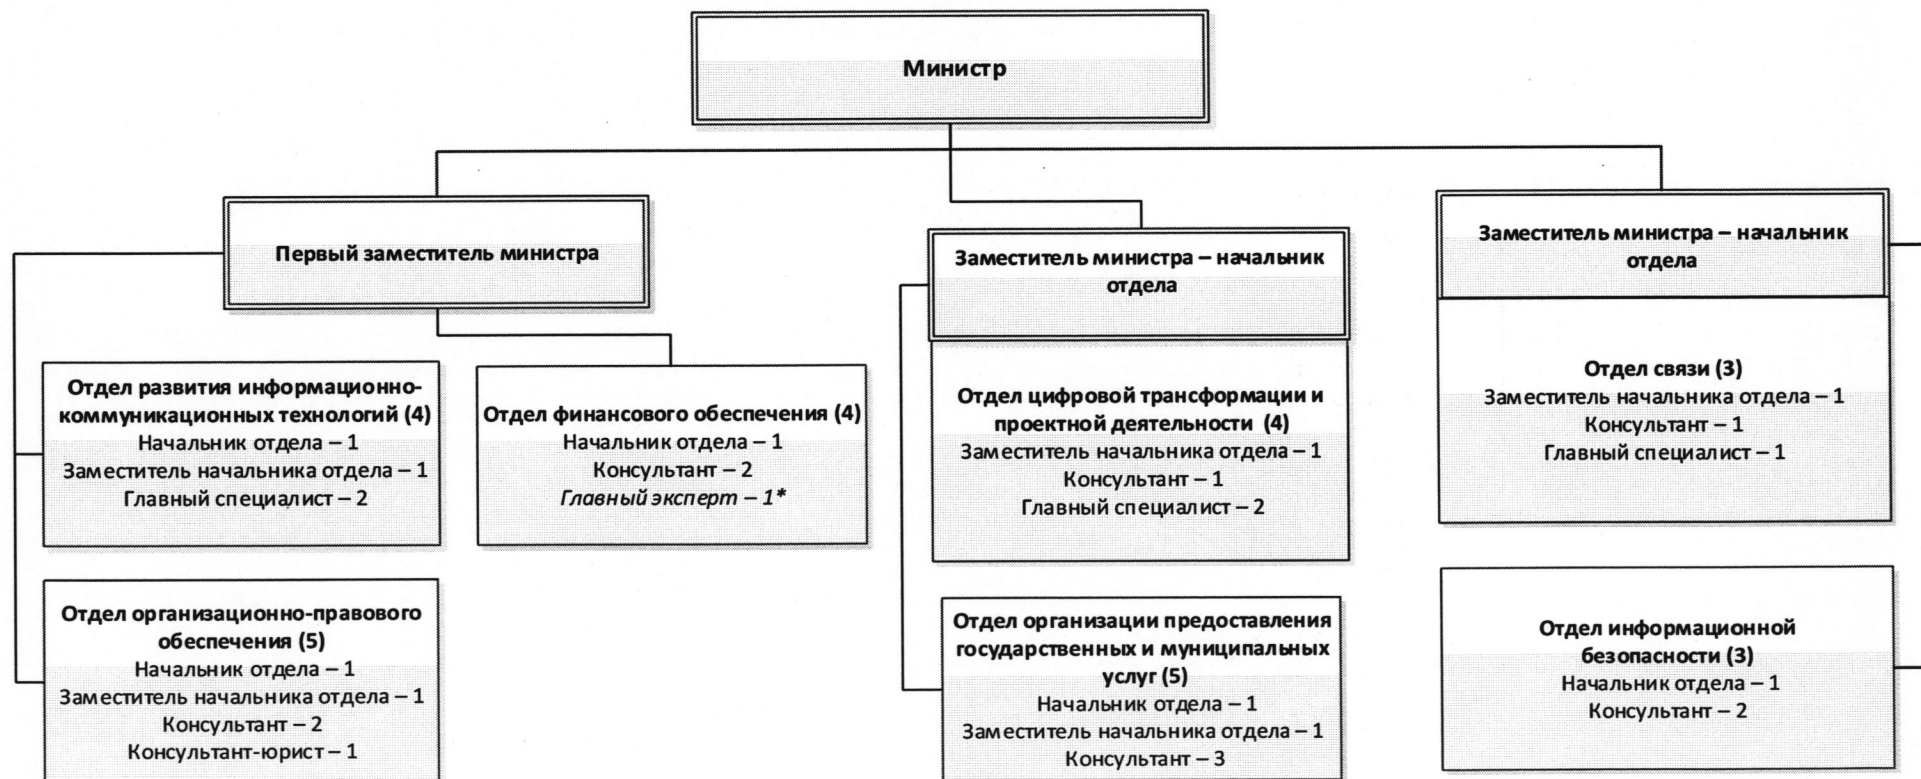 Министр
Первый заместитель министра
Заместитель министра – начальник
отдела
Заместитель министра – начальник
отдела
Отдел развития информационно-
коммуникационных технологий (4)
Начальник отдела – 1
Заместитель начальника отдела – 1
Главный специалист – 2
Отдел финансового обеспечения (4)
Начальник отдела – 1
Консультант – 2
Главный эксперт – 1*
Отдел цифровой трансформации и
проектной деятельности (4)
Заместитель начальника отдела – 1
Консультант – 1
Главный специалист – 2
Отдел связи (3)
Заместитель начальника отдела – 1
Консультант – 1
Главный специалист – 1
Отдел организационно-правового
обеспечения (5)
Начальник отдела – 1
Заместитель начальника отдела – 1
Консультант – 2
Консультант-юрист – 1
Отдел организации предоставления
государственных и муниципальных
услуг (5)
Начальник отдела – 1
Заместитель начальника отдела – 1
Консультант – 3
Отдел информационной
безопасности (3)
Начальник отдела – 1
Консультант – 2